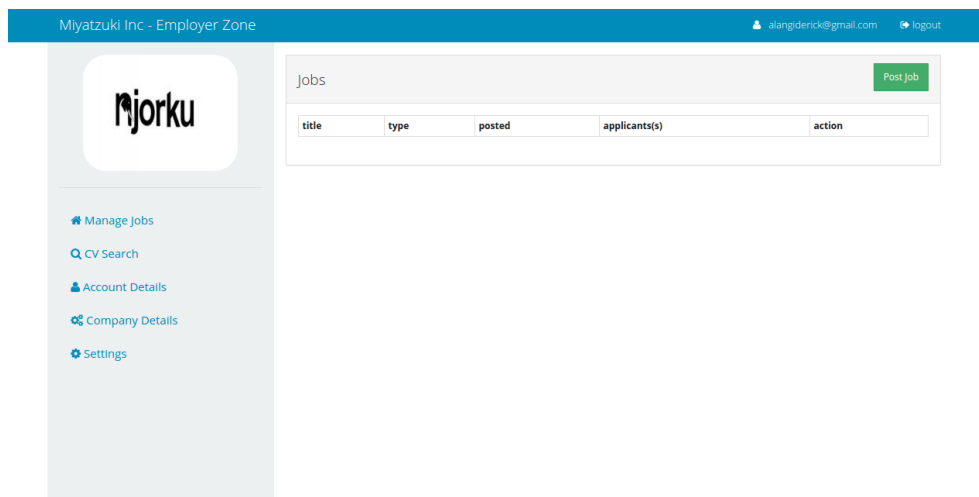 Miyatzuki Inc - Employer Zone
alangiderick@gmail.com
logout
njorku
Manage Jobs
CV Search
Account Details
Company Details
Settings
Jobs
Post Job
title type posted applicants(s) action